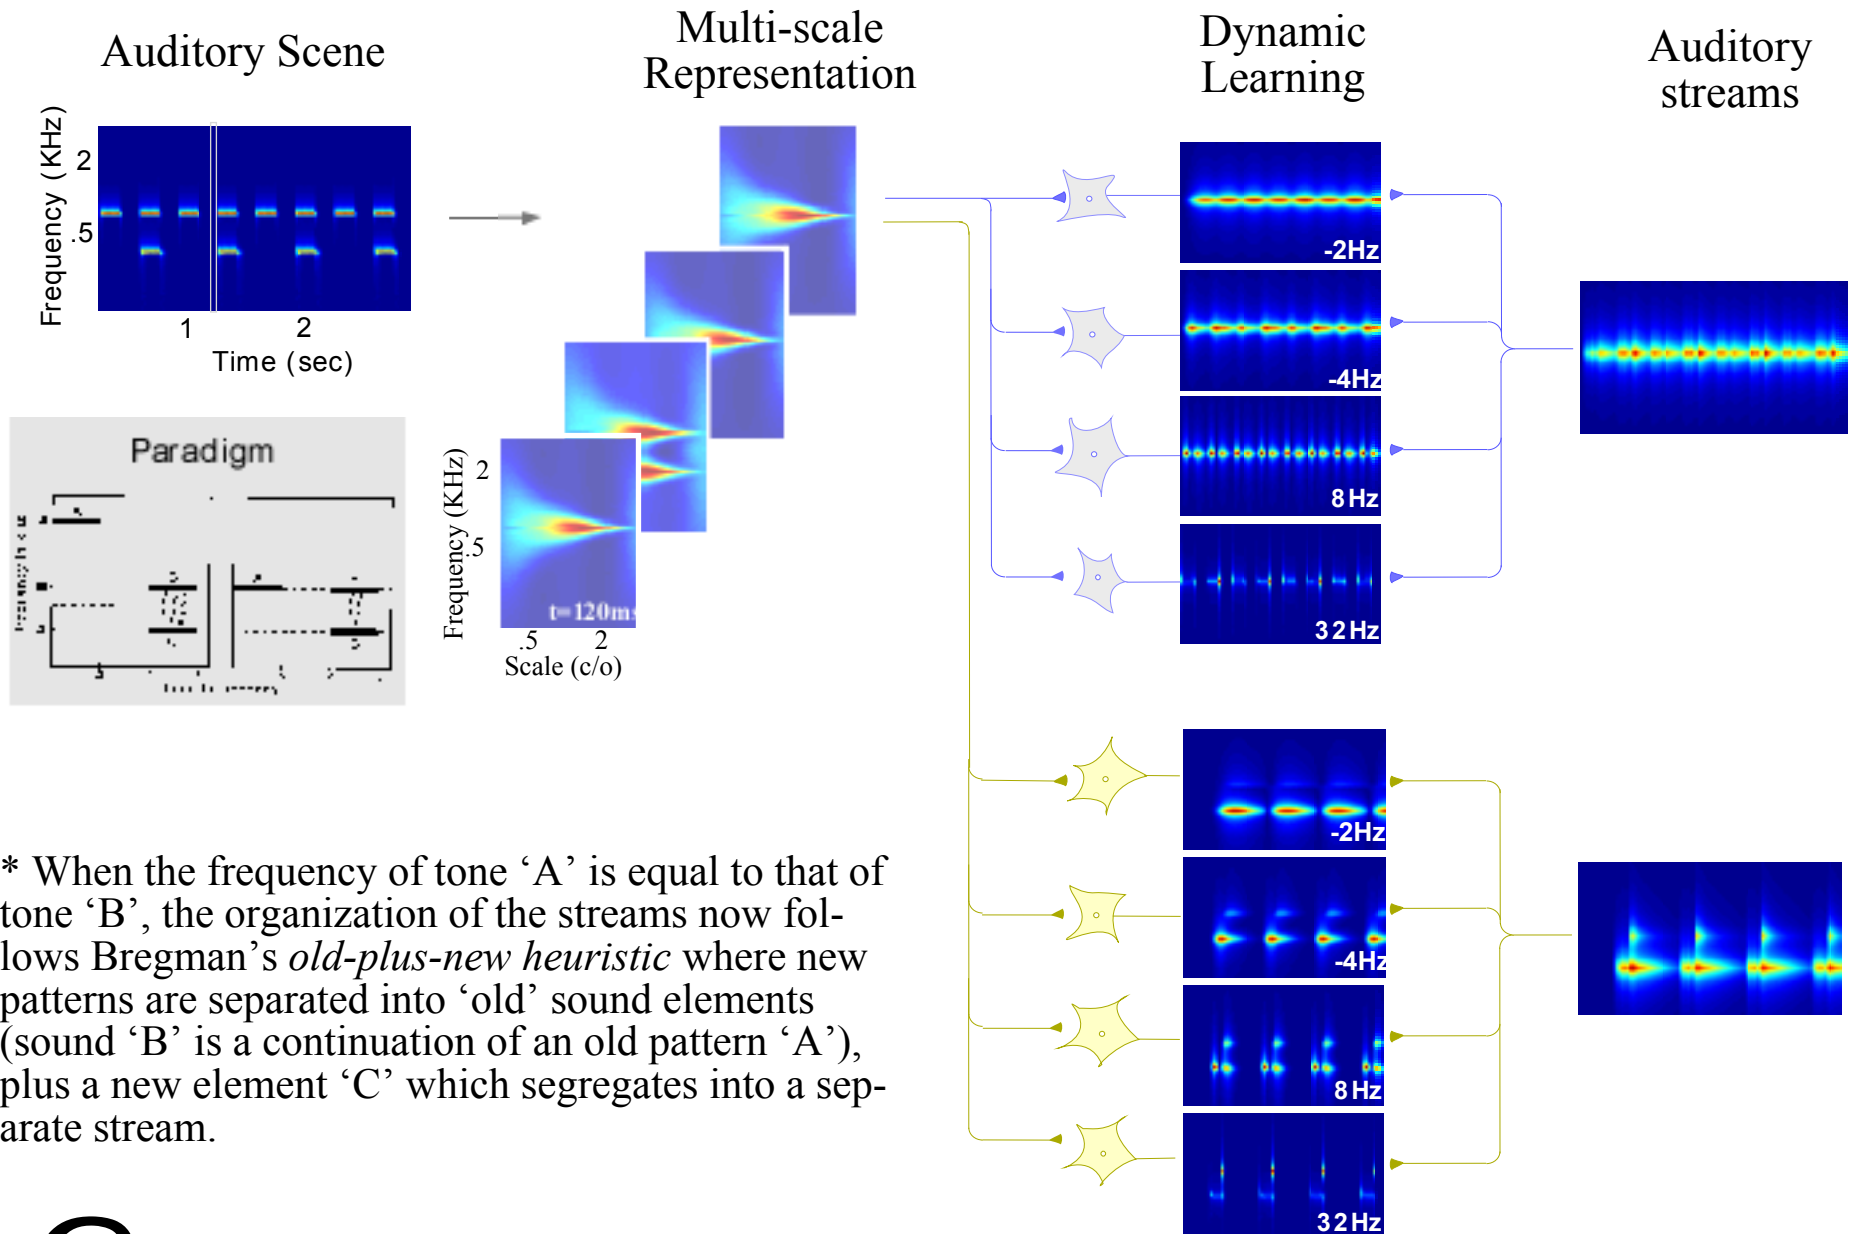 Auditory Scene
Multi-scale
Representation
Dynamic
Learning
Auditory
streams
Frequency (KHz)
2
.5
1
2
Time (sec)
Paradigm
Frequency (KHz)
2
.5
t=120ms
.5
2
Scale (c/o)
-2Hz
-4Hz
8Hz
32Hz
-2Hz
-4Hz
8Hz
32Hz
* When the frequency of tone ‘A’ is equal to that of
tone ‘B’, the organization of the streams now fol-
lows Bregman’s old-plus-new heuristic where new
patterns are separated into ‘old’ sound elements
(sound ‘B’ is a continuation of an old pattern ‘A’),
plus a new element ‘C’ which segregates into a sep-
arate stream.